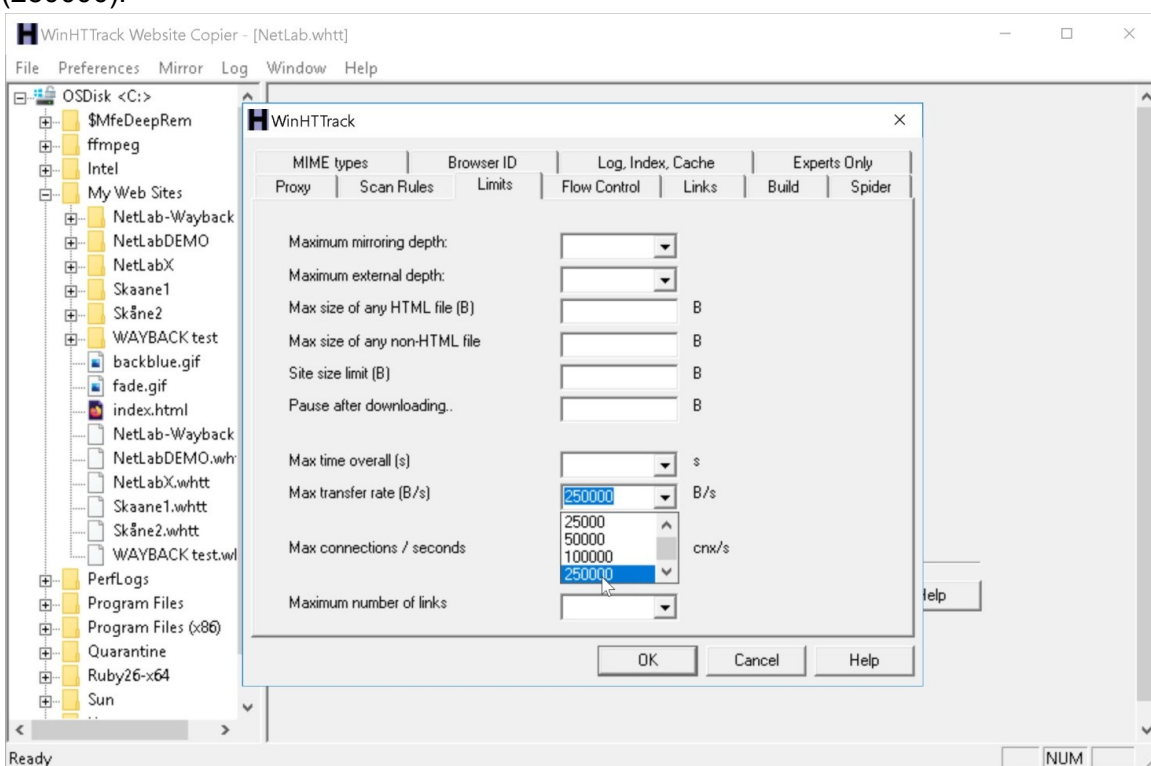 (250000).
WinHTTrack Website Copier - [NetLab.whtt]
File Preferences Mirror Log Window Help
OSDisk <C:>
$MfeDeepRem
ffmpeg
Intel
My Web Sites
NetLab-Wayback
NetLabDEMO
NetLabX
Skaane1
Skåne2
WAYBACK test
backblue.gif
fade.gif
index.html
NetLab-Wayback
NetLabDEMO.wh
NetLabX.whtt
Skaane1.whtt
Skåne2.whtt
WAYBACK test.wl
PerfLogs
Program Files
Program Files (x86)
Quarantine
Ruby26-x64
Sun
WinHTTrack
MIME types Browser ID Log, Index, Cache Experts Only
Proxy Scan Rules Limits Flow Control Links Build Spider
Maximum mirroring depth:
Maximum external depth:
Max size of any HTML file (B) B
Max size of any non-HTML file B
Site size limit (B) B
Pause after downloading.. B
Max time overall (s) s
Max transfer rate (B/s) 250000 B/s
25000
50000
100000
250000
Max connections / seconds cnx/s
Maximum number of links
OK Cancel Help
Help
Ready NUM